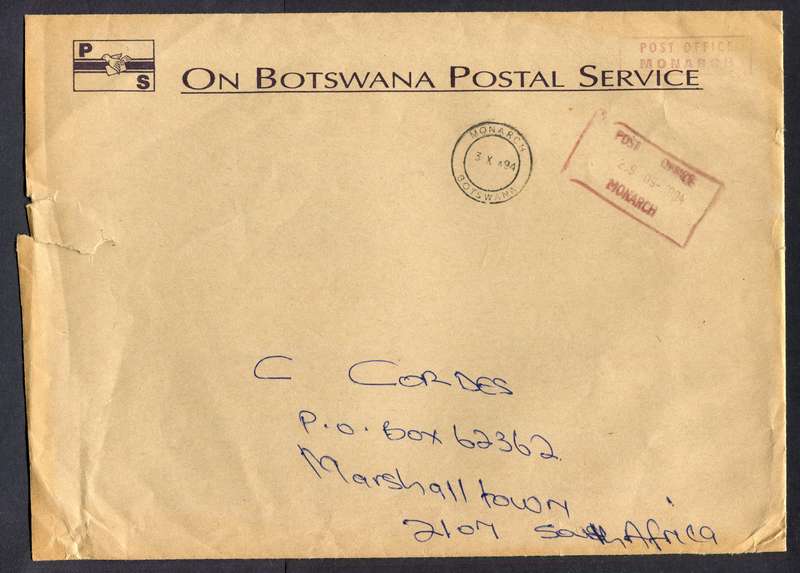 P
S
ON BOTSWANA POSTAL SERVICE
POST OFFICE
MONARCH
MONARCH
3 X 94
BOTSWANA
POST OFFICE
MONARCH
C CORDES
P.O. Box 62362
Marshalltown
2107 South Africa